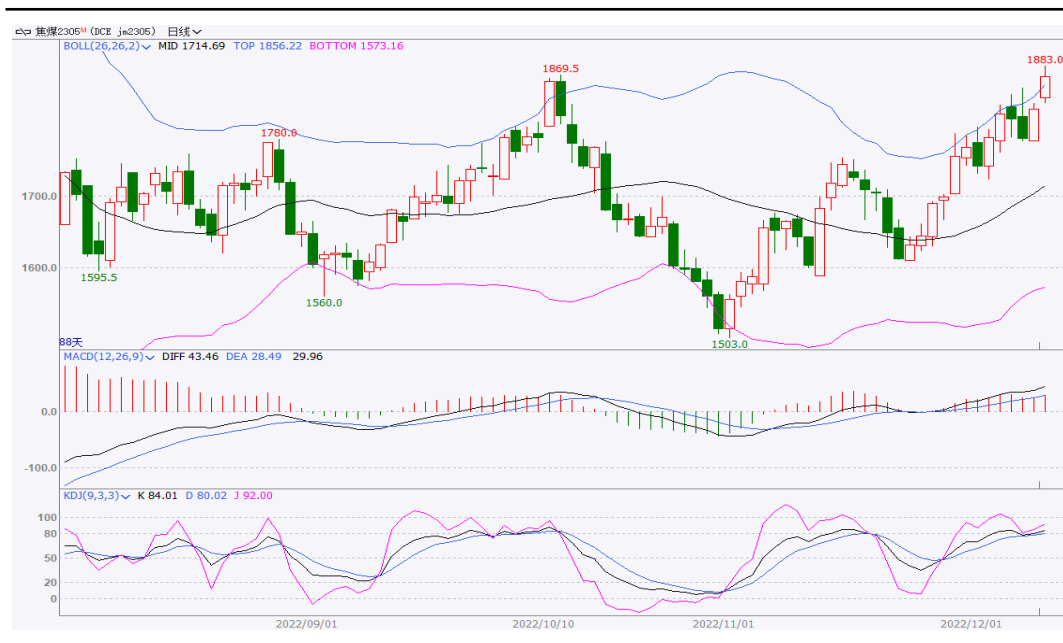 焦煤2305ᴹ (DCE jm2305) 日线
BOLL(26,26,2) MID 1714.69 TOP 1856.22 BOTTOM 1573.16
1883.0
1869.5
1780.0
1700.0
1600.0
1595.5
1560.0
1503.0
88天
MACD(12,26,9) DIFF 43.46 DEA 28.49 29.96
0.0
-100.0
KDJ(9,3,3) K 84.01 D 80.02 J 92.00
100
80
50
20
0
2022/09/01 2022/10/10 2022/11/01 2022/12/01